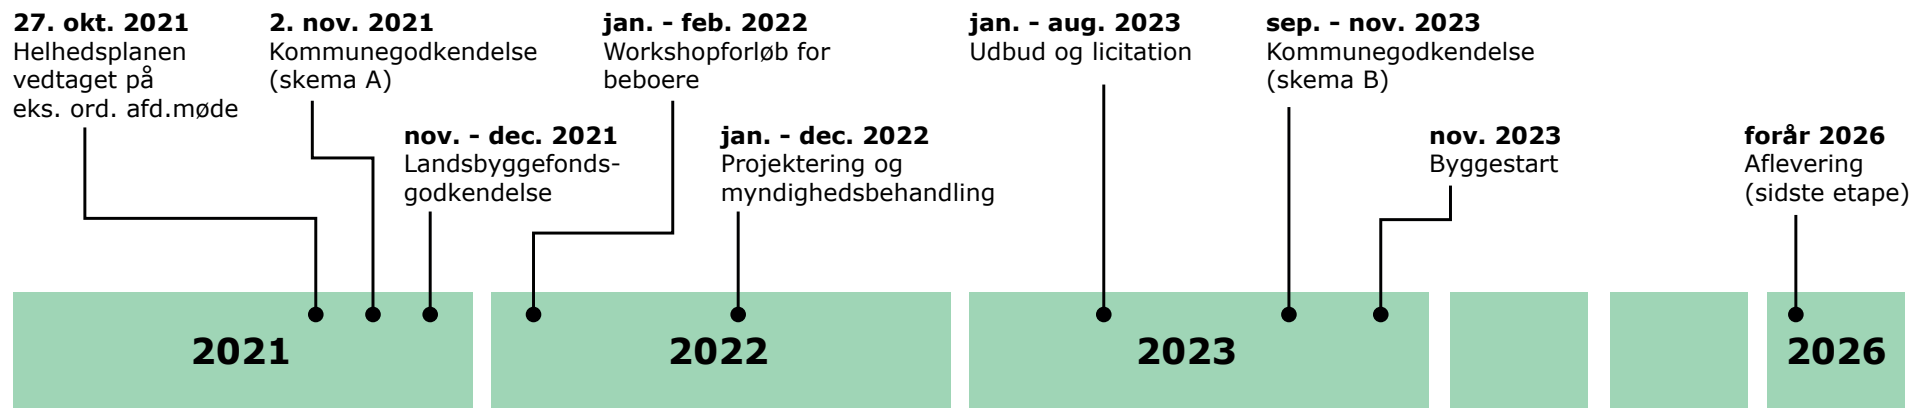 27. okt. 2021
Helhedsplanen
vedtaget på
eks. ord. afd.møde
2. nov. 2021
Kommunegodkendelse
(skema A)
nov. - dec. 2021
Landsbyggefonds-
godkendelse
jan. - feb. 2022
Workshopforløb for
beboere
jan. - dec. 2022
Projektering og
myndighedsbehandling
jan. - aug. 2023
Udbud og licitation
sep. - nov. 2023
Kommunegodkendelse
(skema B)
nov. 2023
Byggestart
forår 2026
Aflevering
(sidste etape)
2021
2022
2023
2026